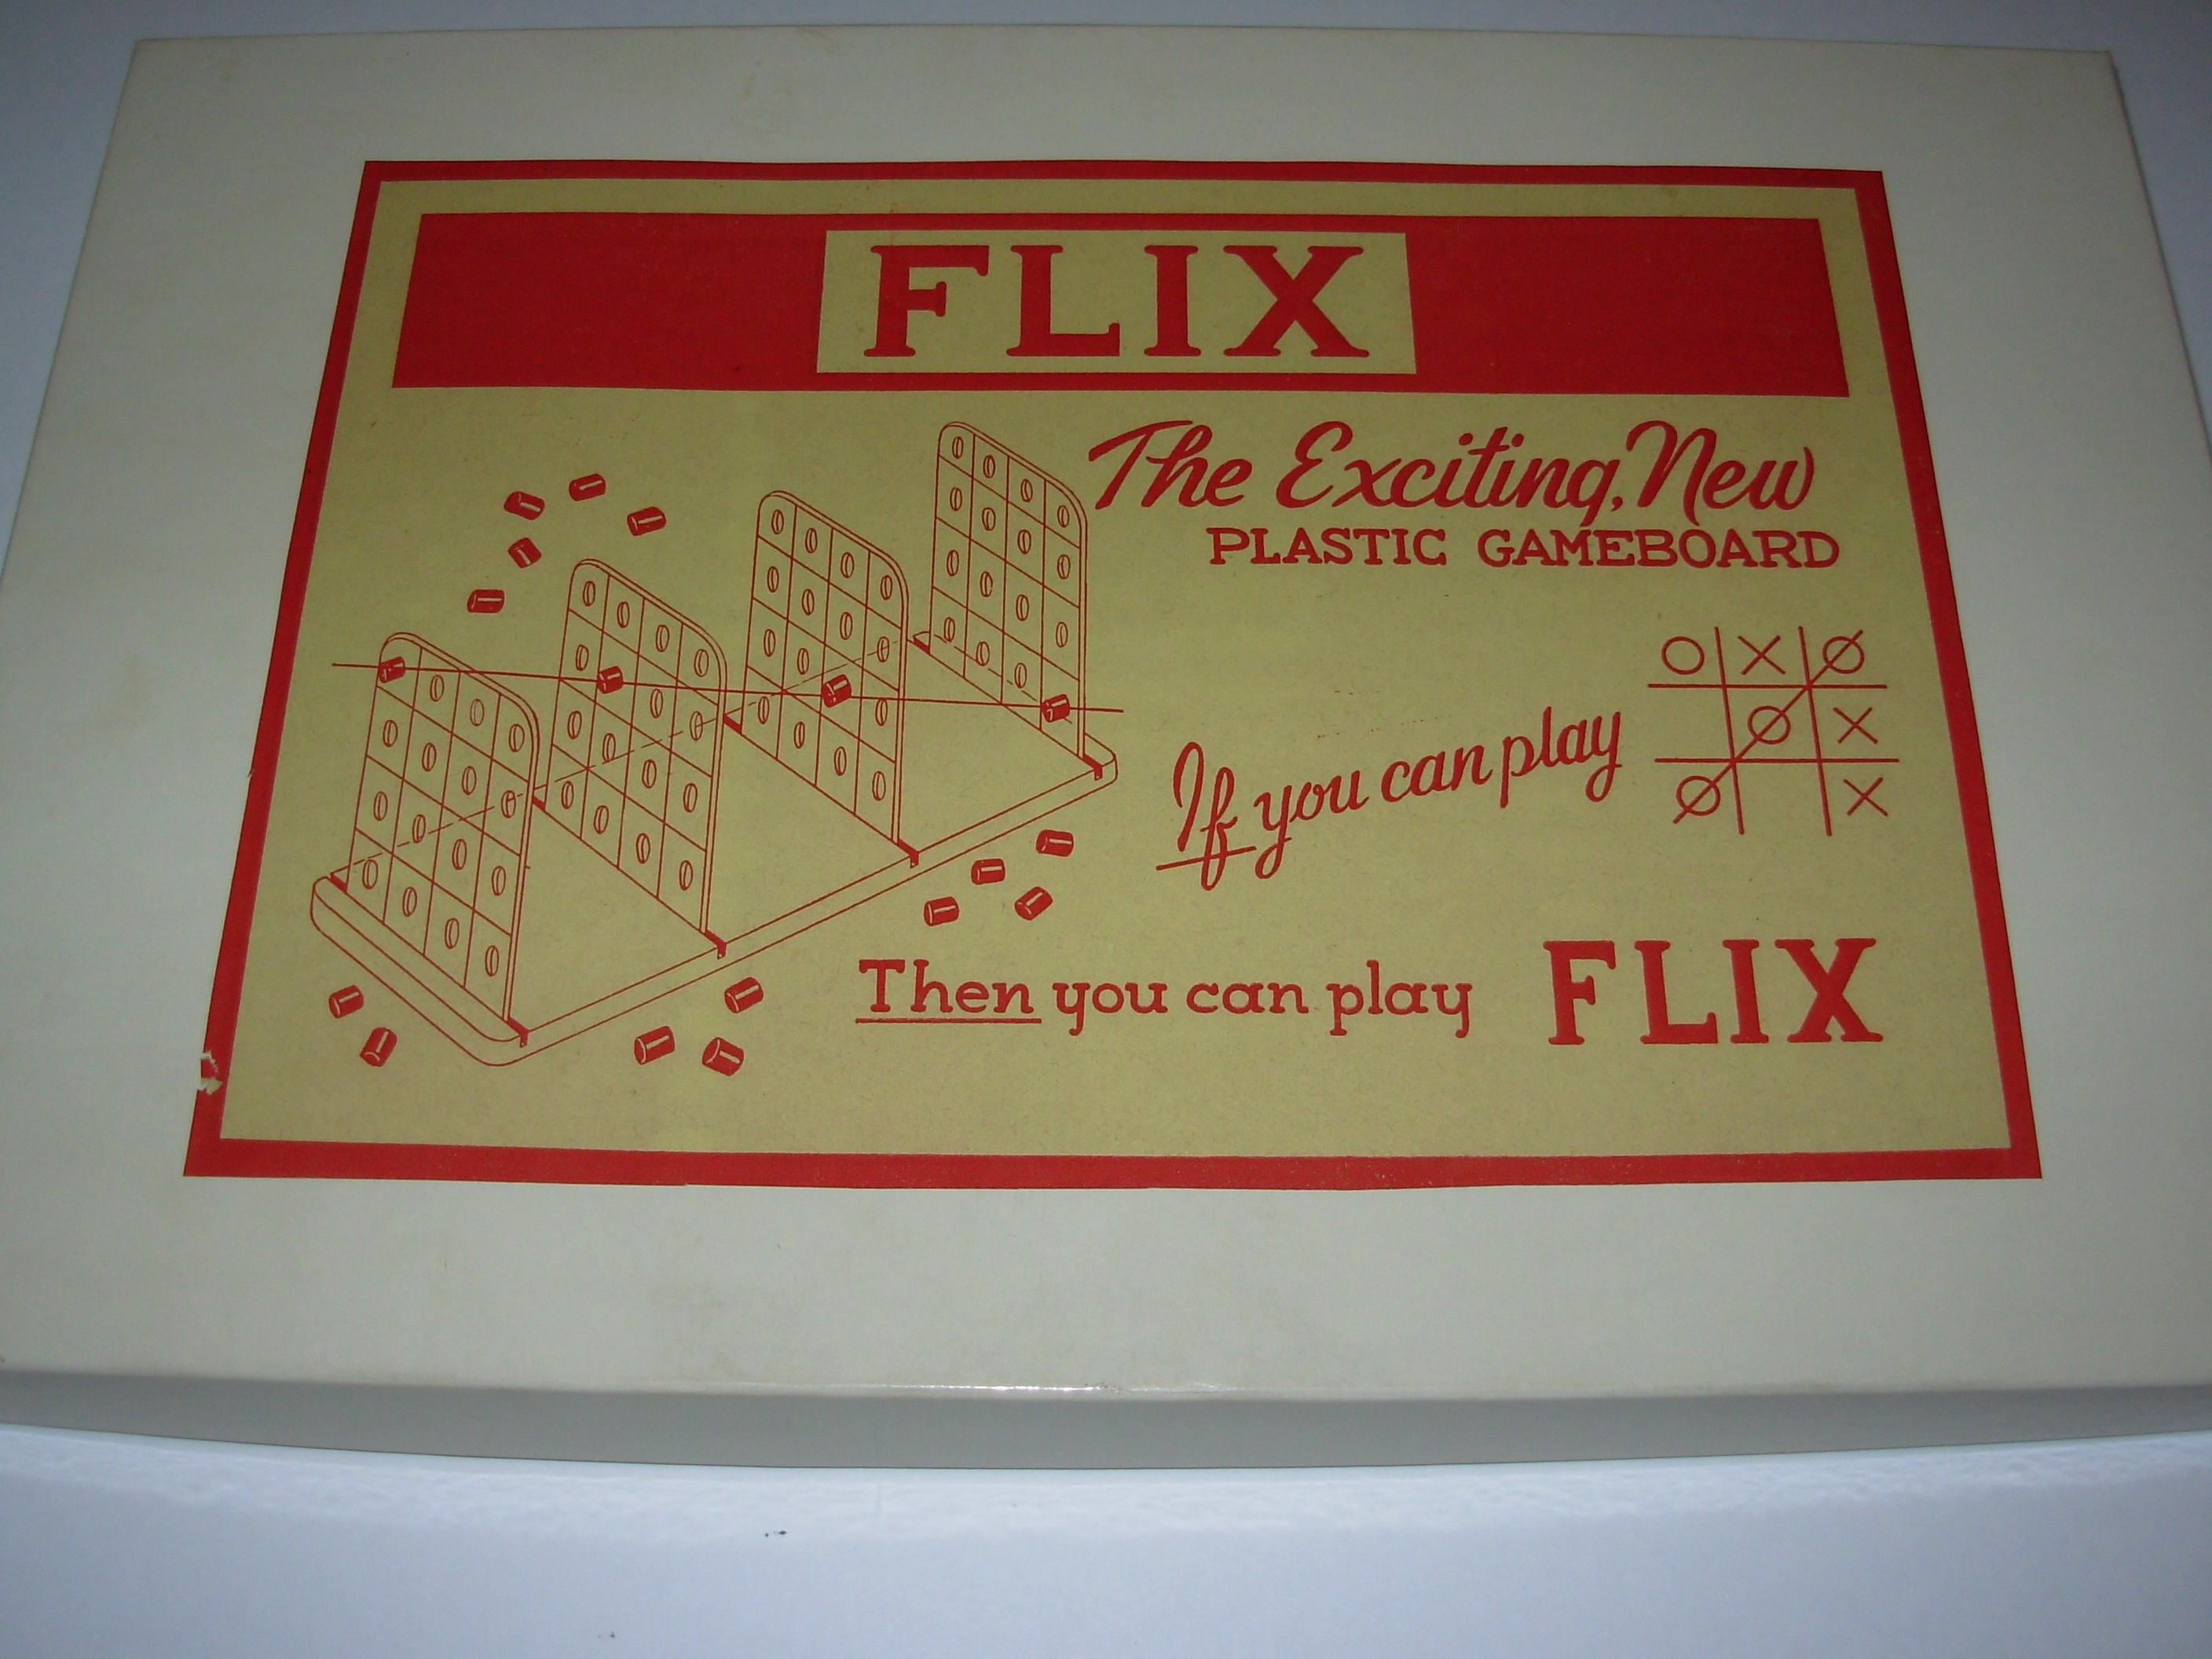 FLIX
The Exciting, New
PLASTIC GAMEBOARD
If you can play
O X O
O X
O X
Then you can play FLIX